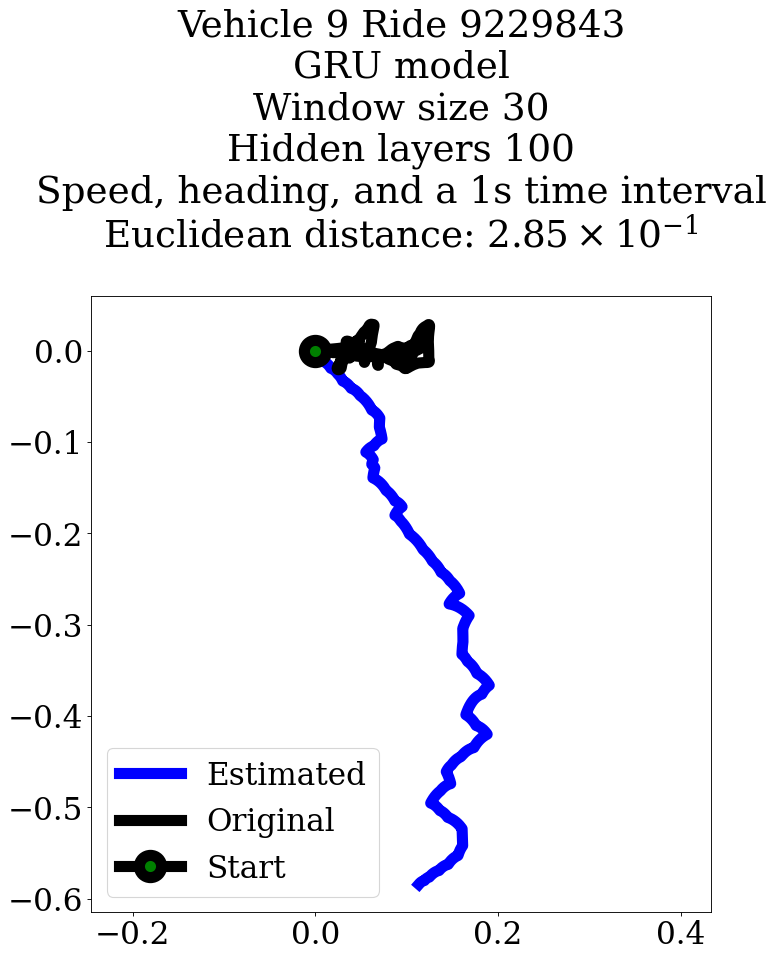 Vehicle 9 Ride 9229843
GRU model
Window size 30
Hidden layers 100
Speed, heading, and a 1s time interval
Euclidean distance: 2.85 × 10⁻¹
0.0
−0.1
−0.2
−0.3
−0.4
−0.5
−0.6
Estimated
Original
Start
−0.2 0.0 0.2 0.4